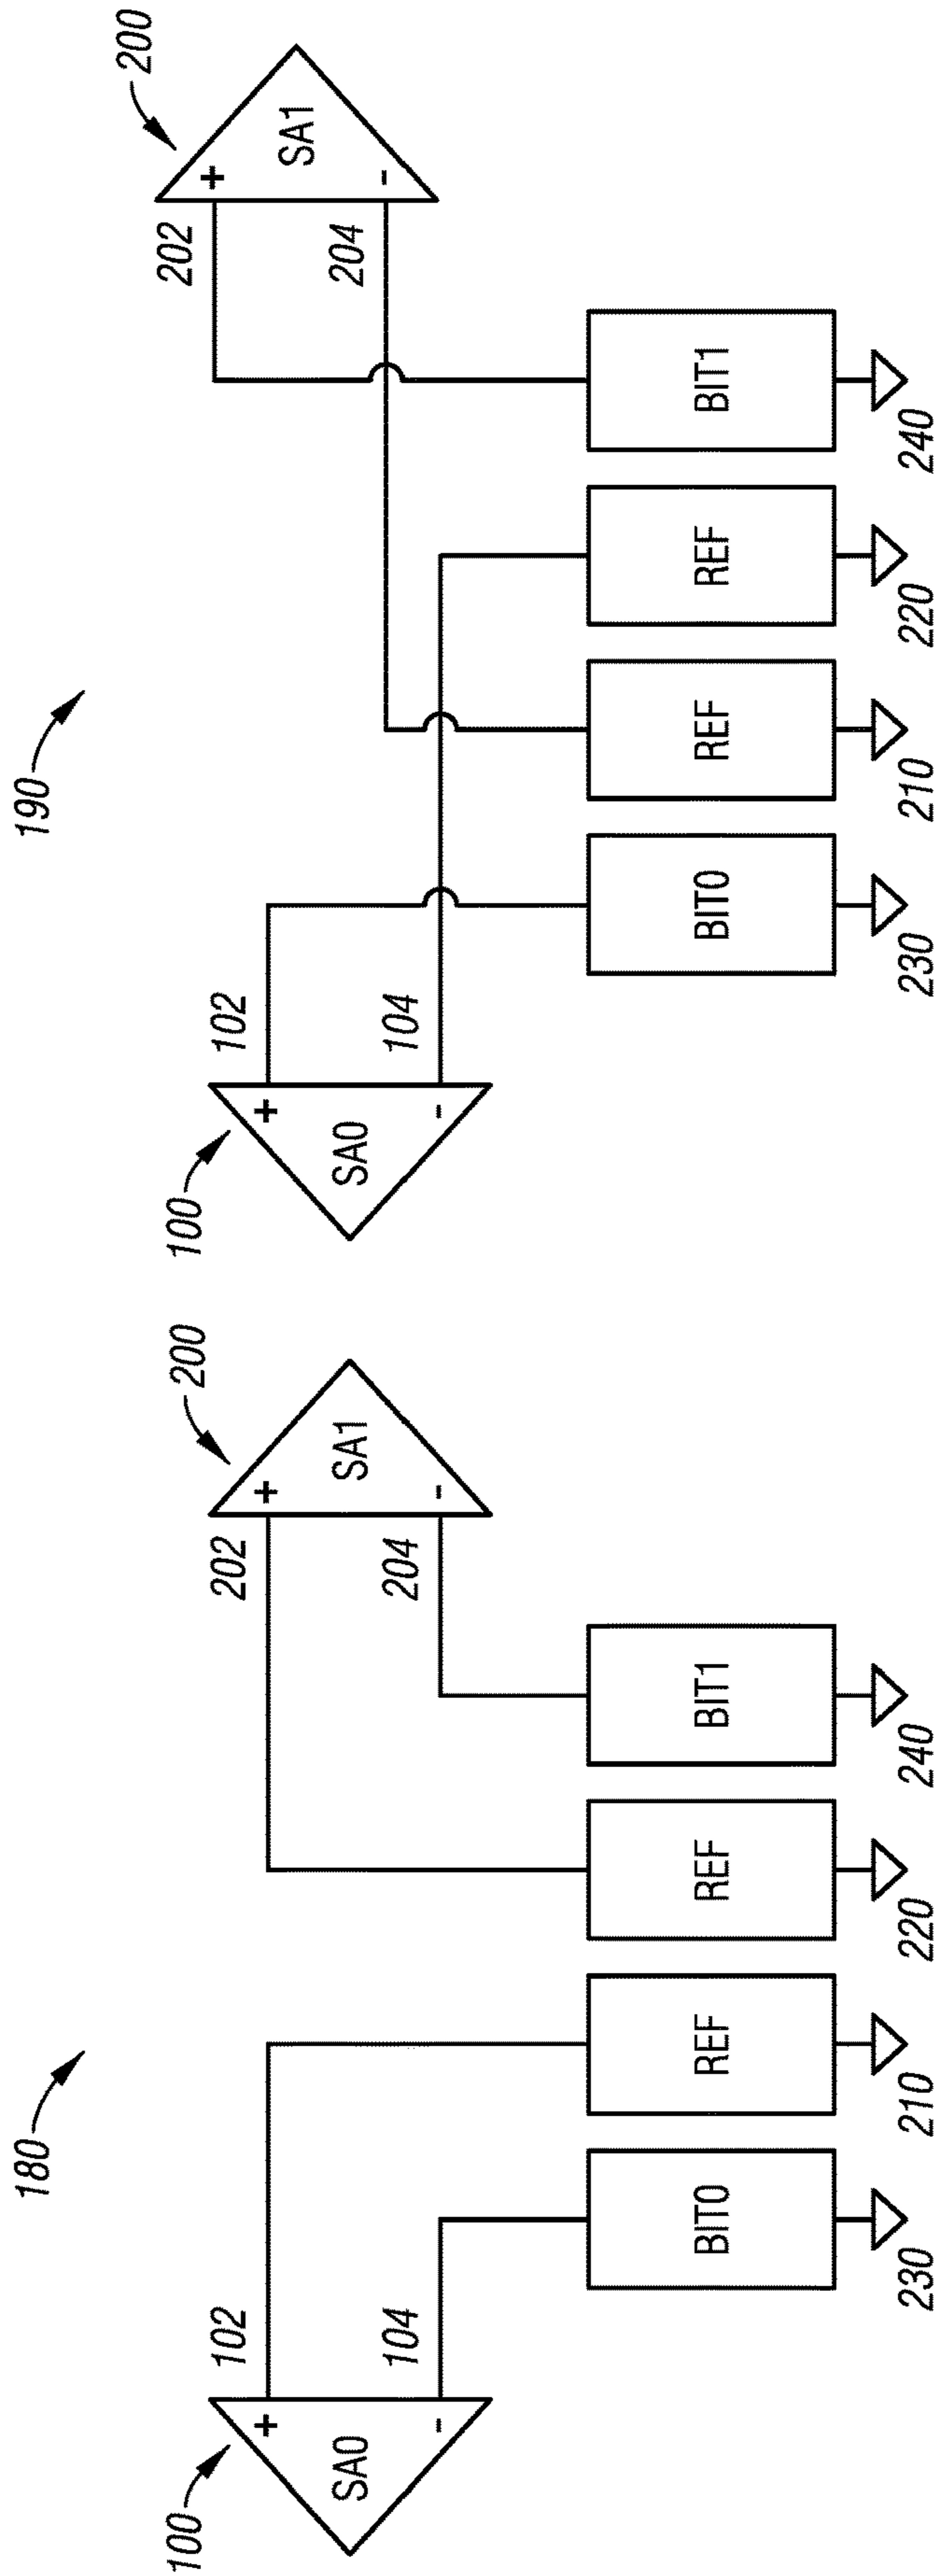 180
190
100
SA0
+
-
102
104
202
204
+
-
SA1
200
BIT0
REF
REF
BIT1
230
210
220
240
100
SA0
+
-
102
104
202
204
+
-
SA1
200
BIT0
REF
REF
BIT1
230
210
220
240